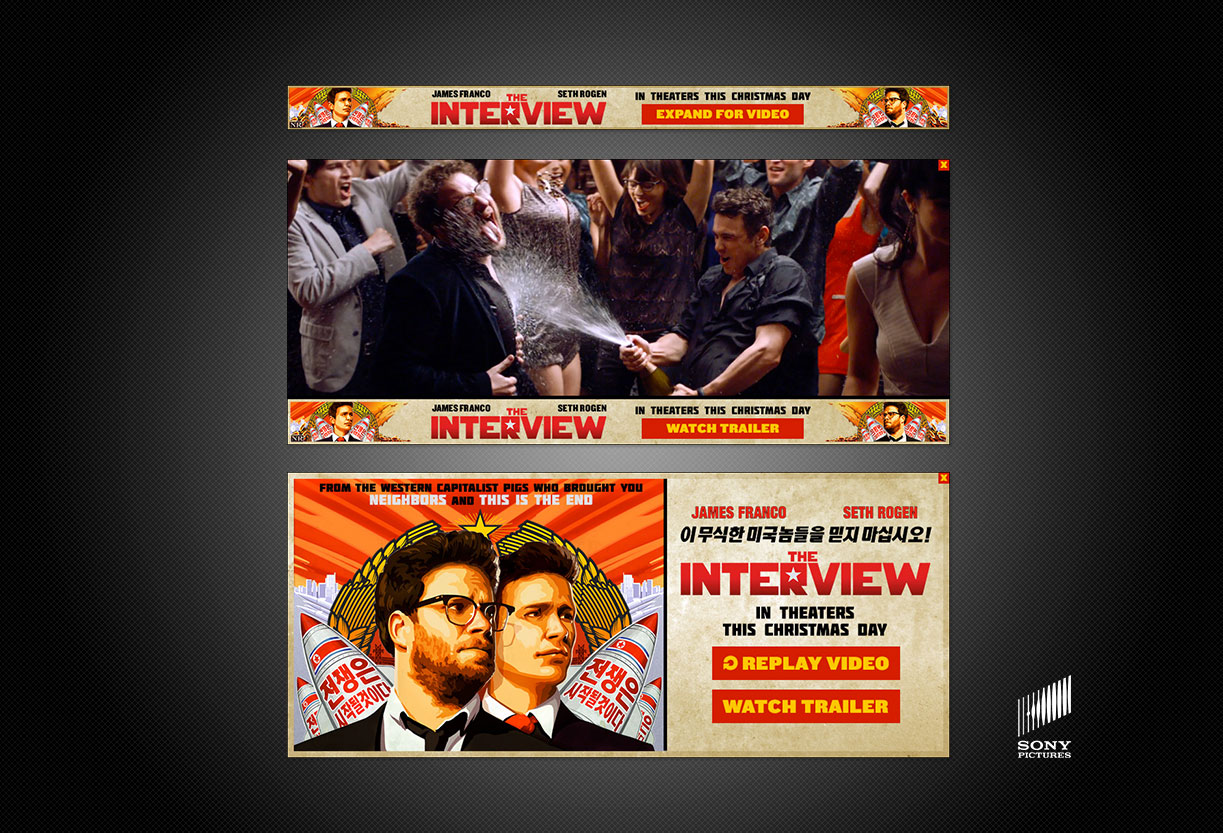 JAMES FRANCO SETH ROGEN
THE
INTERVIEW
IN THEATERS THIS CHRISTMAS DAY
EXPAND FOR VIDEO
NR
X
JAMES FRANCO SETH ROGEN
THE
INTERVIEW
IN THEATERS THIS CHRISTMAS DAY
WATCH TRAILER
NR
X
FROM THE WESTERN CAPITALIST PIGS WHO BROUGHT YOU
NEIGHBORS AND THIS IS THE END
전쟁은
시작될것이다
전쟁은
시작될것이다
JAMES FRANCO SETH ROGEN
이 무식한 미국놈들을 믿지 마십시오!
THE
INTERVIEW
IN THEATERS
THIS CHRISTMAS DAY
REPLAY VIDEO
WATCH TRAILER
SONY
PICTURES